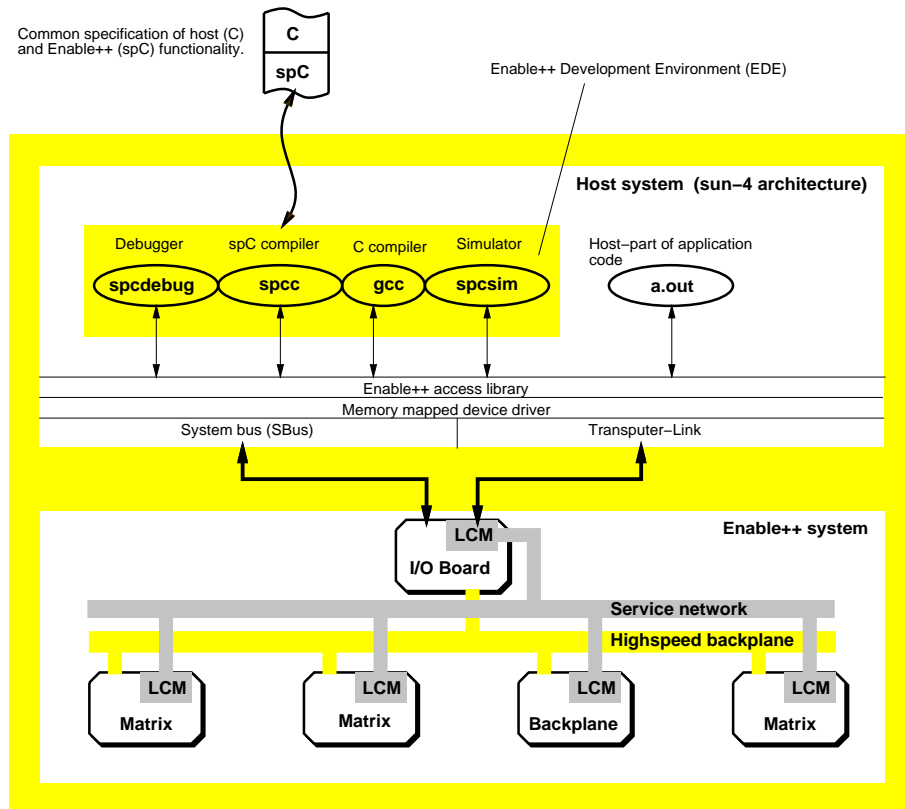 Common specification of host (C)
and Enable++ (spC) functionality.
C
spC
Enable++ Development Environment (EDE)
Host system (sun−4 architecture)
Debugger
spC compiler
C compiler
Simulator
Host−part of application
code
spcdebug
spcc
gcc
spcsim
a.out
Enable++ access library
Memory mapped device driver
System bus (SBus)
Transputer−Link
Enable++ system
LCM
I/O Board
Service network
Highspeed backplane
LCM
Matrix
LCM
Matrix
LCM
Backplane
LCM
Matrix